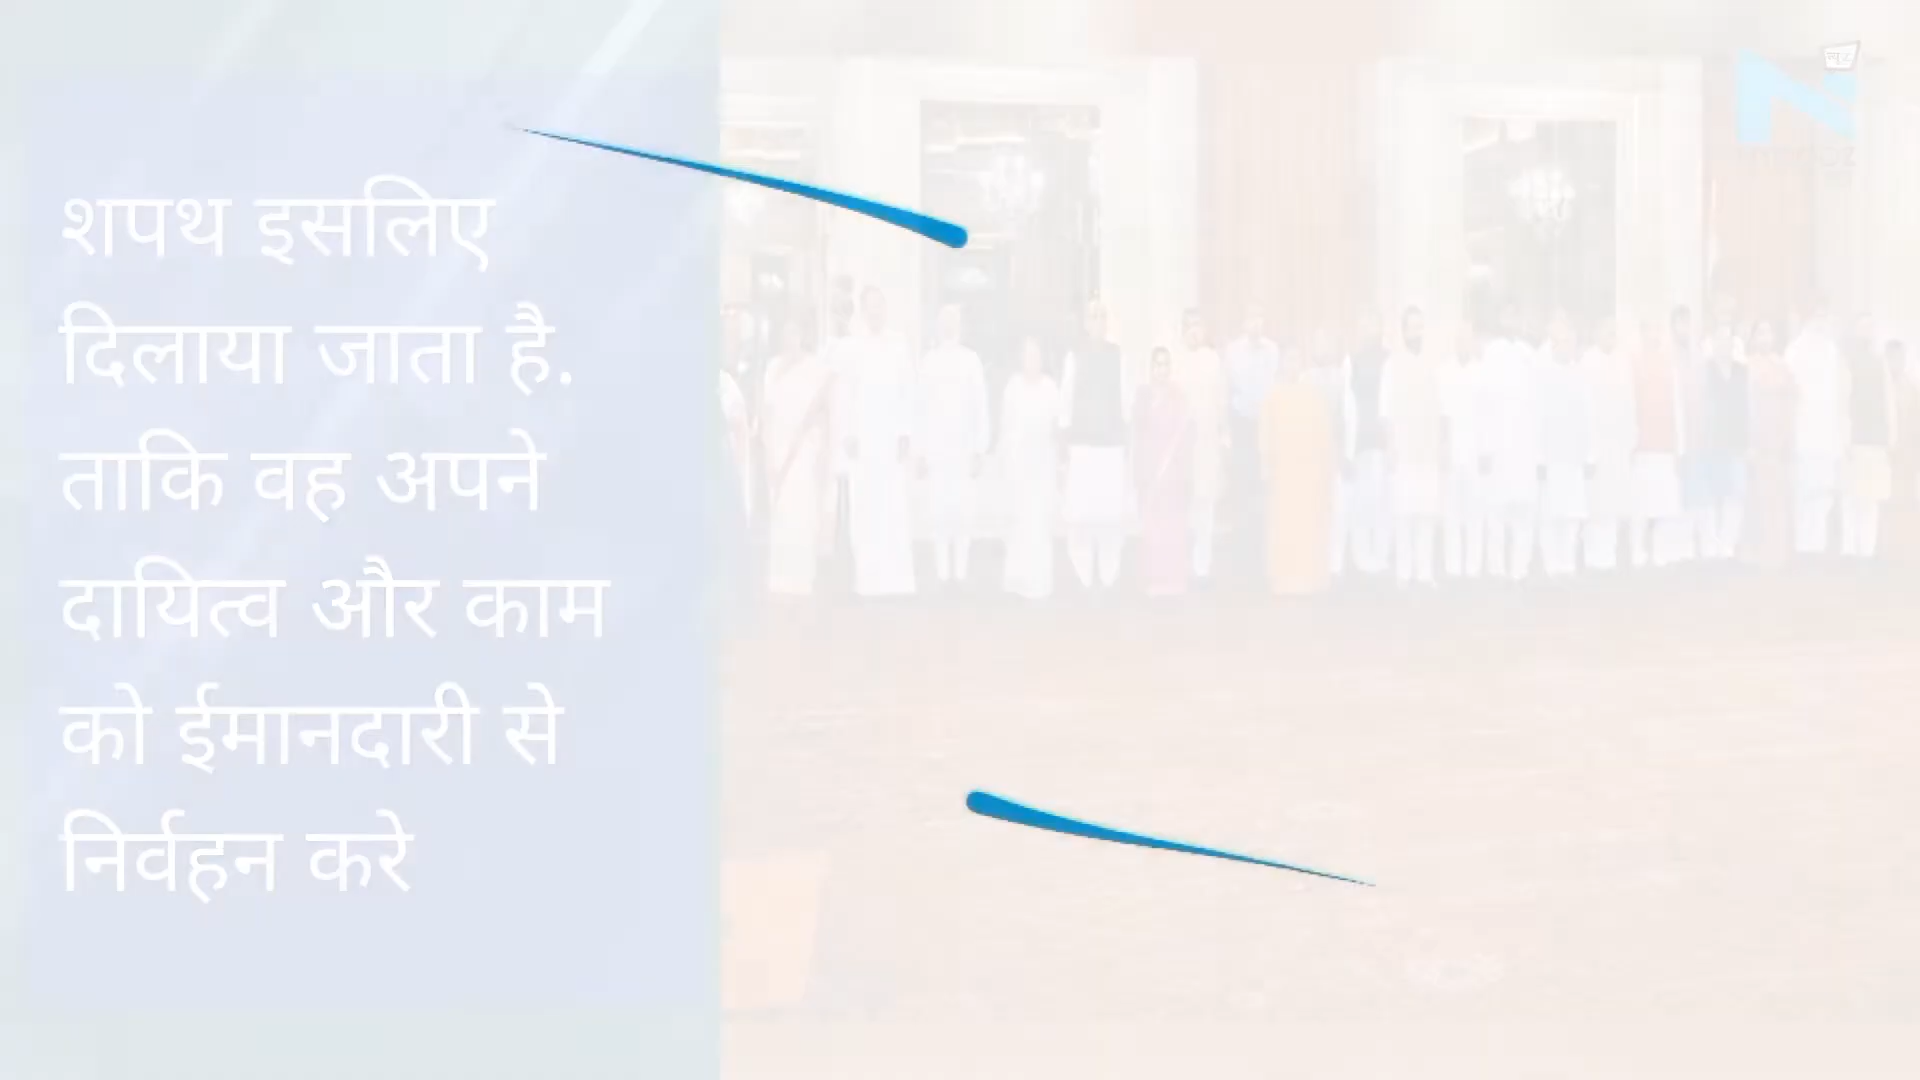 शपथ इसलिए
दिलाया जाता है.
ताकि वह अपने
दायित्व और काम
को ईमानदारी से
निर्वहन करे